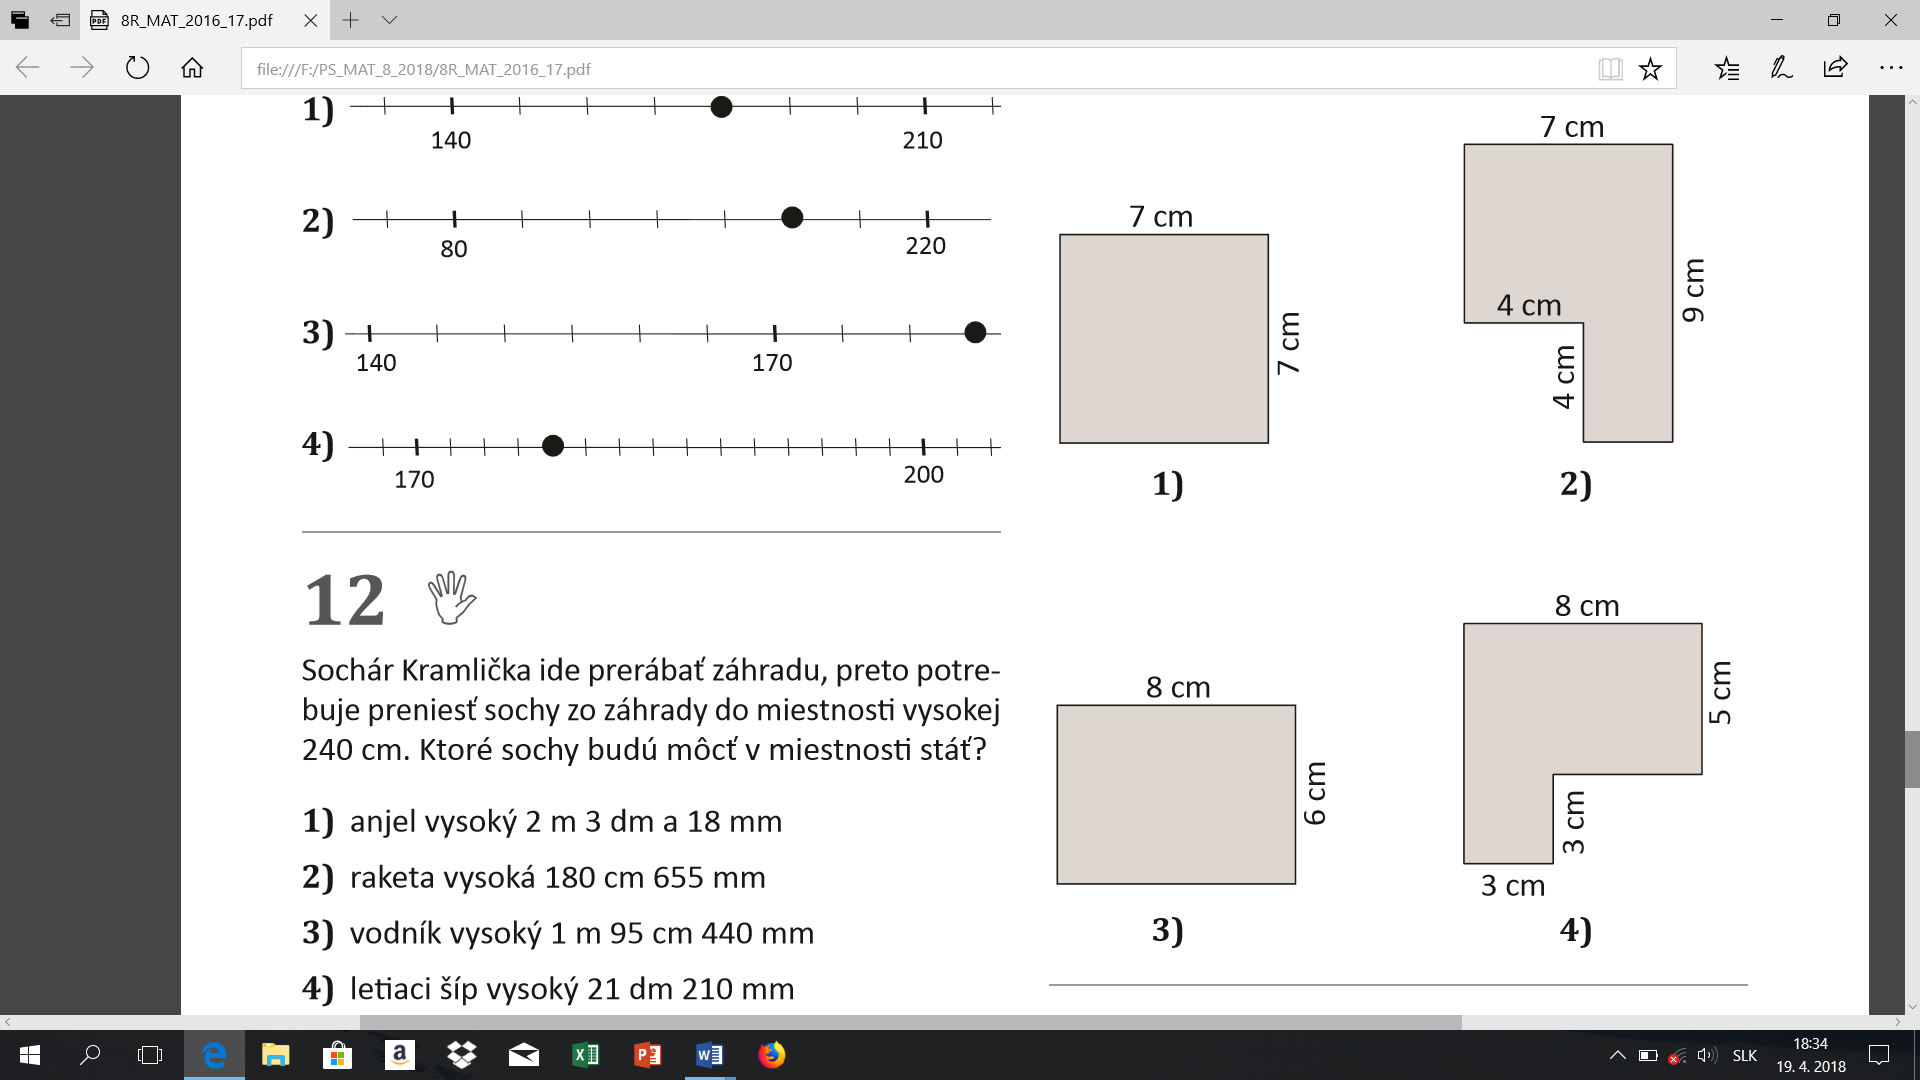 8R_MAT_2016_17.pdf
file:///F:/PS_MAT_8_2018/8R_MAT_2016_17.pdf
1)
140
210
2)
80
220
3)
140
170
4)
170
200
12
Sochár Kramlička ide prerábať záhradu, preto potre-
buje preniesť sochy zo záhrady do miestnosti vysokej
240 cm. Ktoré sochy budú môcť v miestnosti stáť?
1) anjel vysoký 2 m 3 dm a 18 mm
2) raketa vysoká 180 cm 655 mm
3) vodník vysoký 1 m 95 cm 440 mm
4) letiaci šíp vysoký 21 dm 210 mm
7 cm
7 cm
1)
7 cm
9 cm
4 cm
4 cm
2)
8 cm
6 cm
3)
8 cm
5 cm
3 cm
3 cm
4)
SLK
18:34
19. 4. 2018